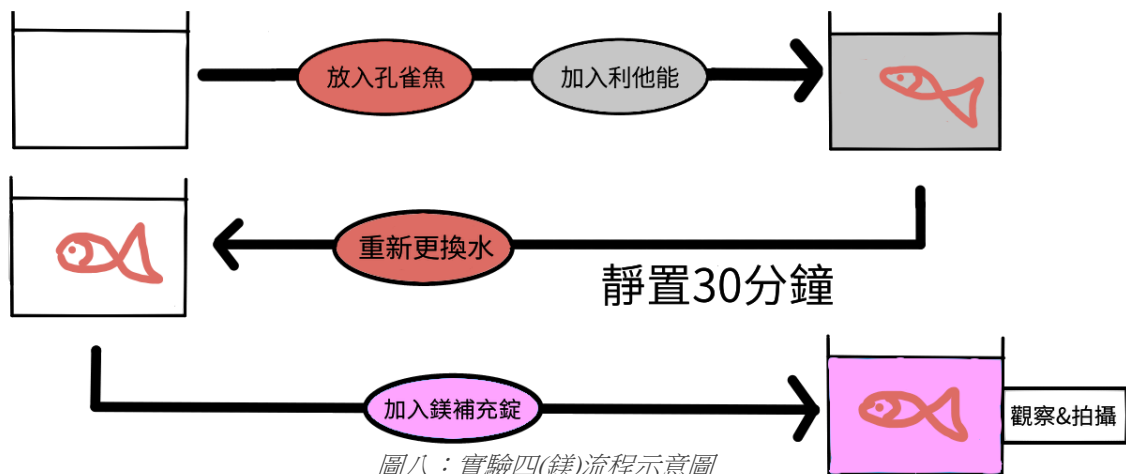 放入孔雀魚
加入利他能
重新更換水
靜置30分鐘
加入鎂補充錠
觀察&拍攝
圖八：實驗四(鎂)流程示意圖